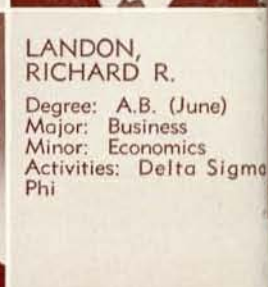 LANDON,
RICHARD R.
Degree: A.B. (June)
Major: Business
Minor: Economics
Activities: Delta Sigma
Phi